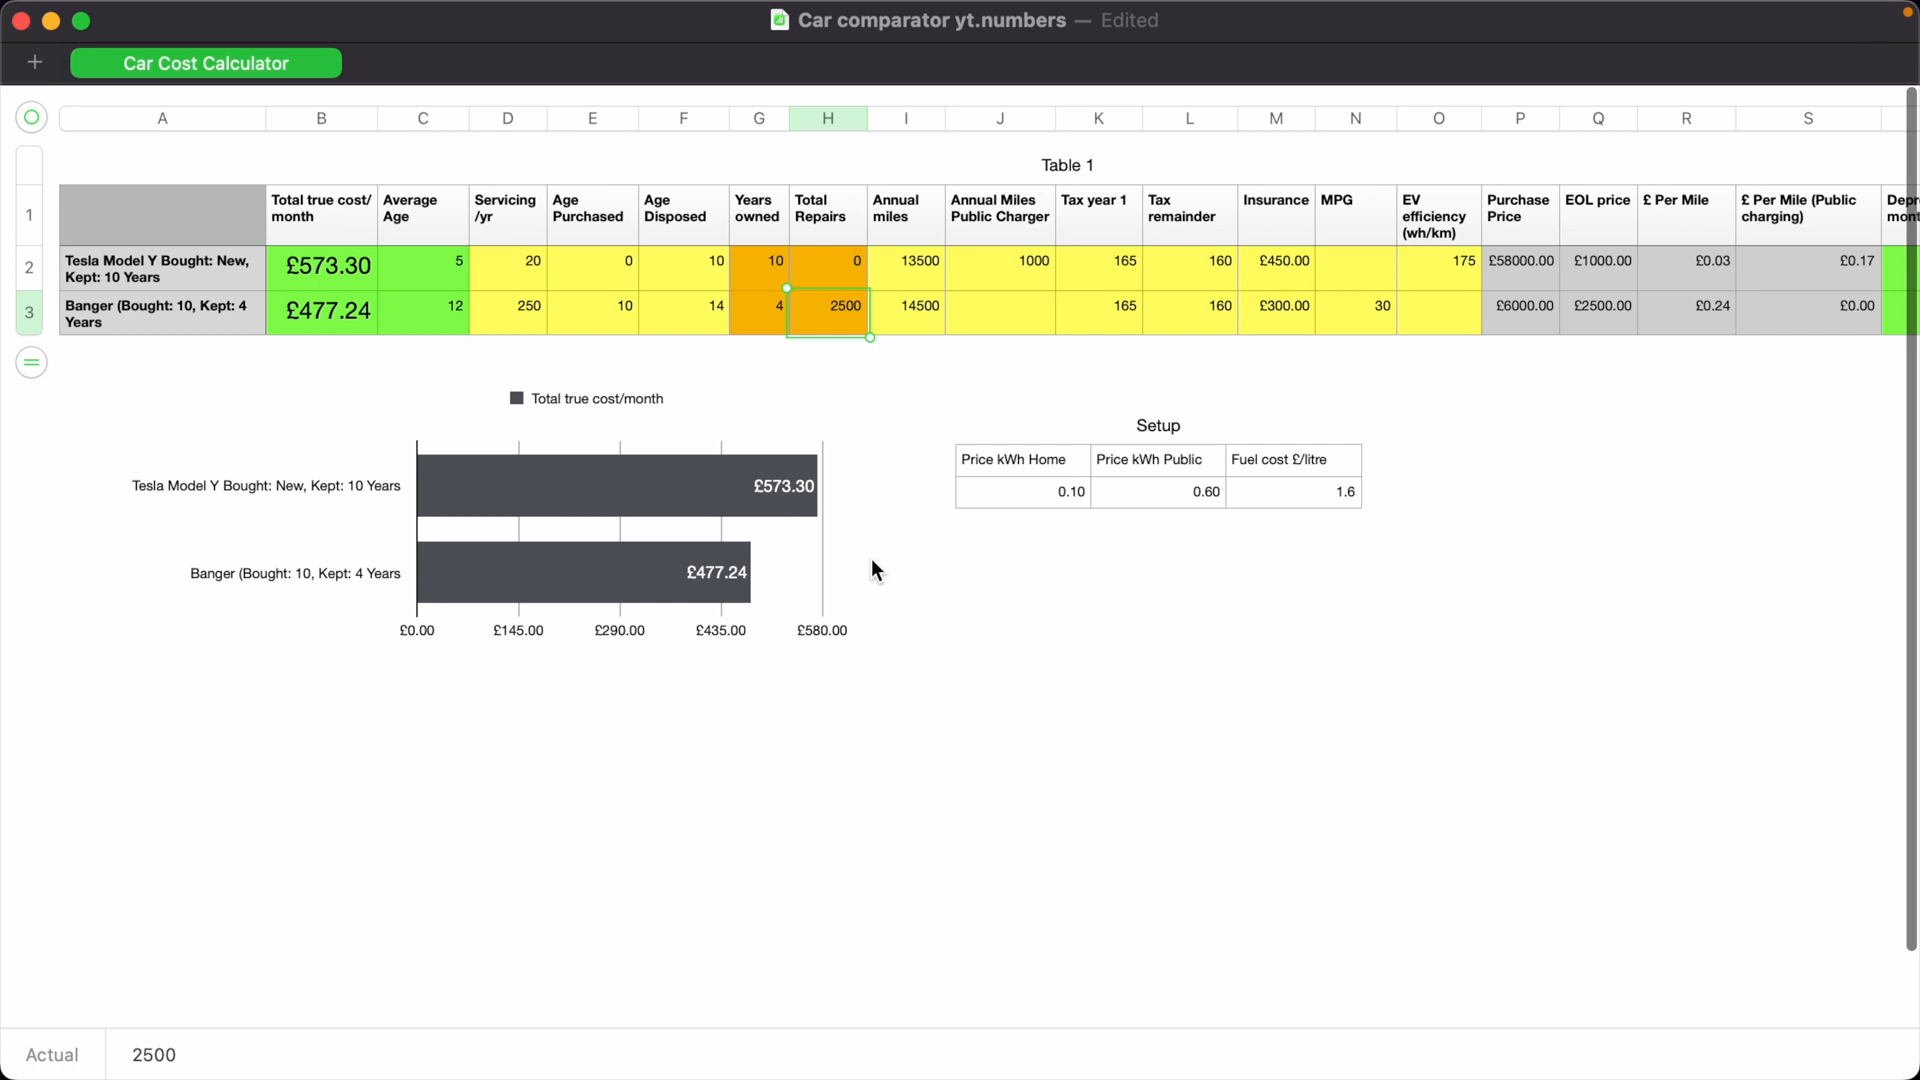 Car comparator yt.numbers — Edited
+
Car Cost Calculator
A B C D E F G H I J K L M N O P Q R S
Table 1
1
Total true cost/
month
Average
Age
Servicing
/yr
Age
Purchased
Age
Disposed
Years
owned
Total
Repairs
Annual
miles
Annual Miles
Public Charger
Tax year 1
Tax
remainder
Insurance
MPG
EV
efficiency
(wh/km)
Purchase
Price
EOL price
£ Per Mile
£ Per Mile (Public
charging)
Depr
mont
2
Tesla Model Y Bought: New,
Kept: 10 Years
£573.30 5 20 0 10 10 0 13500 1000 165 160 £450.00 175 £58000.00 £1000.00 £0.03 £0.17
3
Banger (Bought: 10, Kept: 4
Years
£477.24 12 250 10 14 4 2500 14500 165 160 £300.00 30 £6000.00 £2500.00 £0.24 £0.00
Total true cost/month
Tesla Model Y Bought: New, Kept: 10 Years £573.30
Banger (Bought: 10, Kept: 4 Years £477.24
£0.00 £145.00 £290.00 £435.00 £580.00
Setup
Price kWh Home Price kWh Public Fuel cost £/litre
0.10 0.60 1.6
Actual 2500